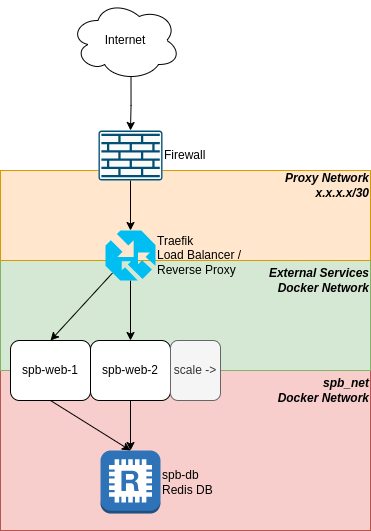 Internet
Firewall
Proxy Network
x.x.x.x/30
Traefik
Load Balancer /
Reverse Proxy
External Services
Docker Network
spb-web-1
spb-web-2
scale ->
spb_net
Docker Network
R
spb-db
Redis DB